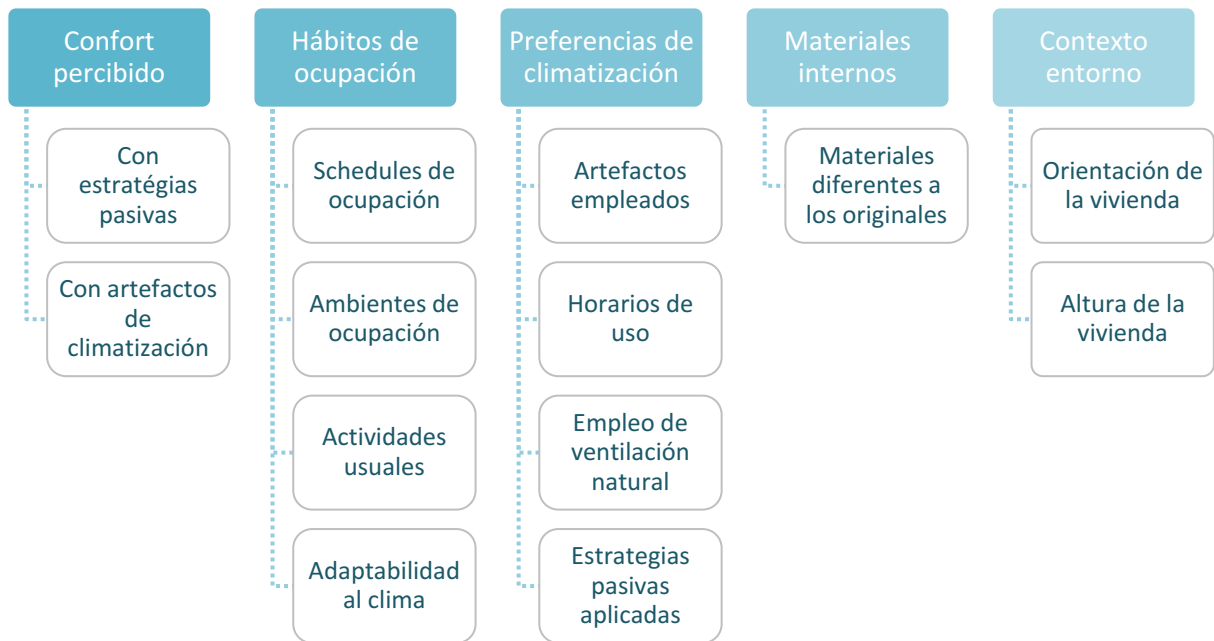 Confort
percibido
Con
estratégias
pasivas
Con artefactos
de
climatización
Hábitos de
ocupación
Schedules de
ocupación
Ambientes de
ocupación
Actividades
usuales
Adaptabilidad
al clima
Preferencias de
climatización
Artefactos
empleados
Horarios de
uso
Empleo de
ventilación
natural
Estrategias
pasivas
aplicadas
Materiales
internos
Materiales
diferentes a
los originales
Contexto
entorno
Orientación de
la vivienda
Altura de la
vivienda